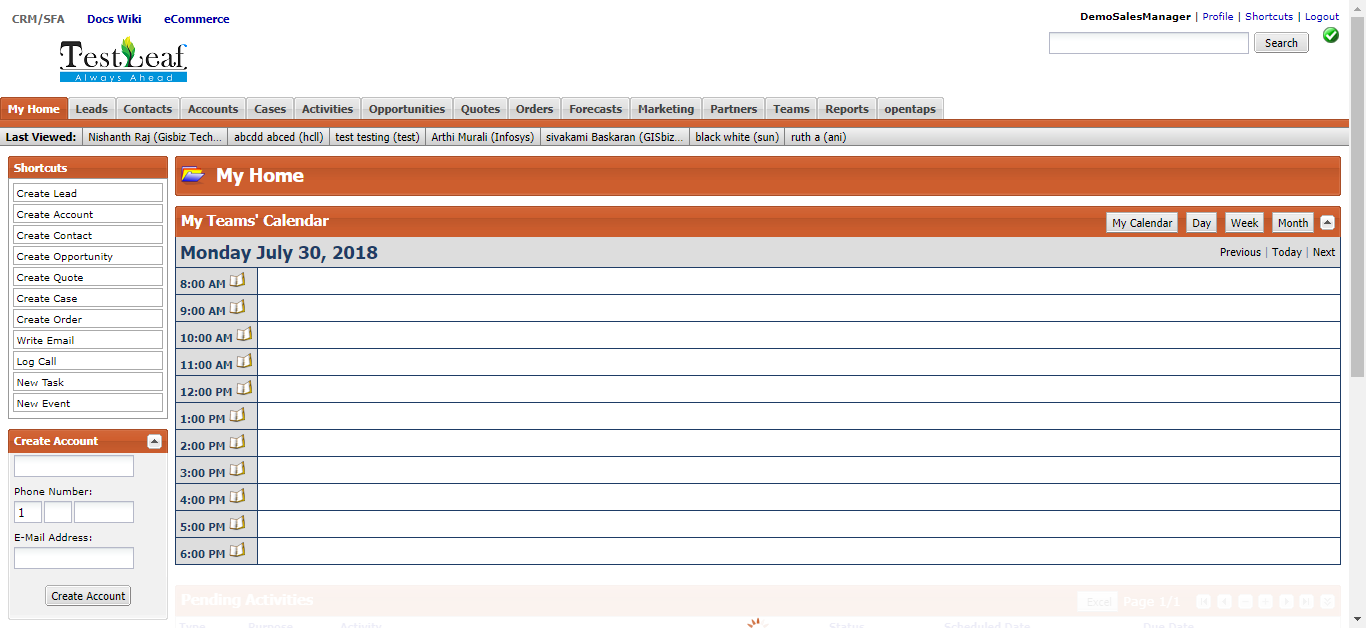 CRM/SFA Docs Wiki eCommerce
DemoSalesManager | Profile | Shortcuts | Logout
TestLeaf
Always Ahead
Search
My Home Leads Contacts Accounts Cases Activities Opportunities Quotes Orders Forecasts Marketing Partners Teams Reports opentaps
Last Viewed: Nishanth Raj (Gisbiz Tech... abcdd abced (hcll) test testing (test) Arthi Murali (Infosys) sivakami Baskaran (GISbiz... black white (sun) ruth a (ani)
Shortcuts
Create Lead
Create Account
Create Contact
Create Opportunity
Create Quote
Create Case
Create Order
Write Email
Log Call
New Task
New Event
Create Account
Phone Number:
1
E-Mail Address:
Create Account
My Home
My Teams' Calendar
My Calendar Day Week Month
Monday July 30, 2018
Previous | Today | Next
8:00 AM
9:00 AM
10:00 AM
11:00 AM
12:00 PM
1:00 PM
2:00 PM
3:00 PM
4:00 PM
5:00 PM
6:00 PM
Pending Activities
Excel Page 1/1
Type Purpose Activity Status Scheduled Date Due Date